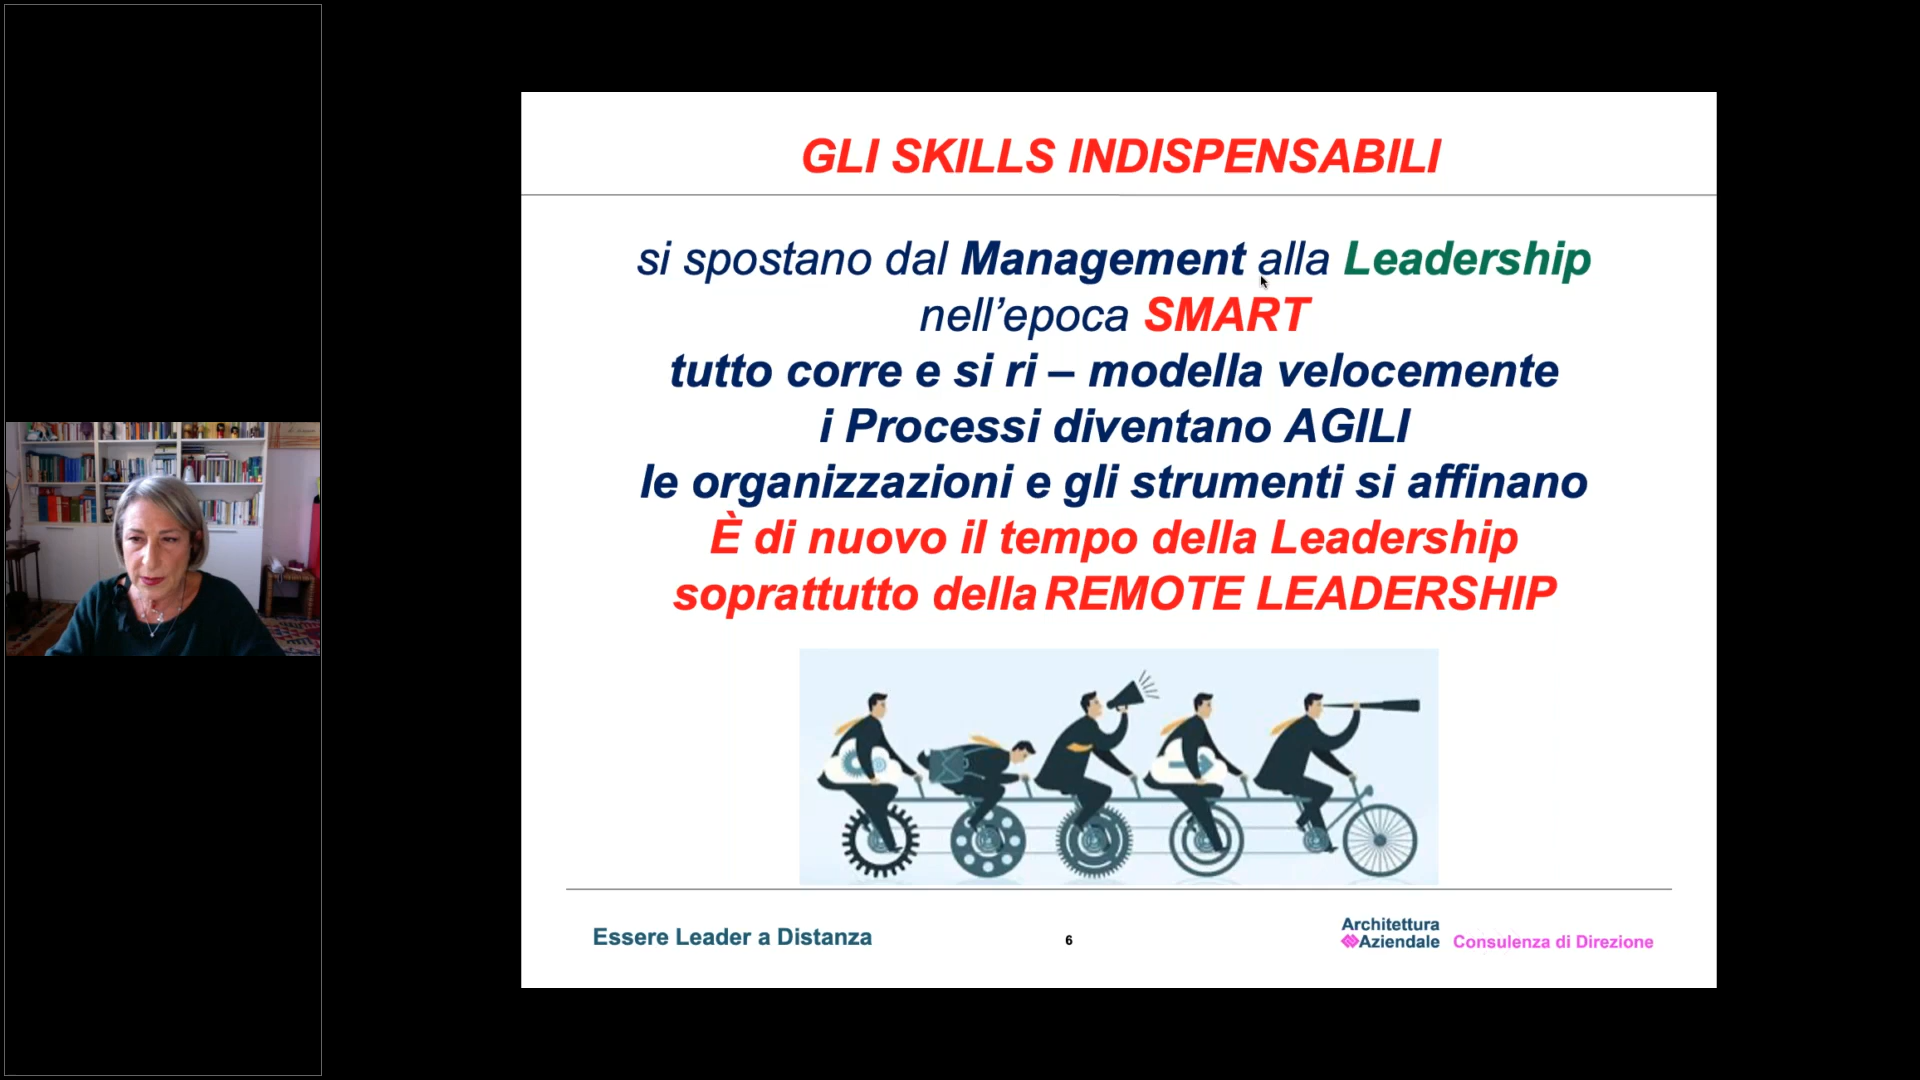 GLI SKILLS INDISPENSABILI
si spostano dal Management alla Leadership
nell'epoca SMART
tutto corre e si ri – modella velocemente
i Processi diventano AGILI
le organizzazioni e gli strumenti si affinano
È di nuovo il tempo della Leadership
soprattutto della REMOTE LEADERSHIP
Essere Leader a Distanza
6
Architettura
Aziendale Consulenza di Direzione